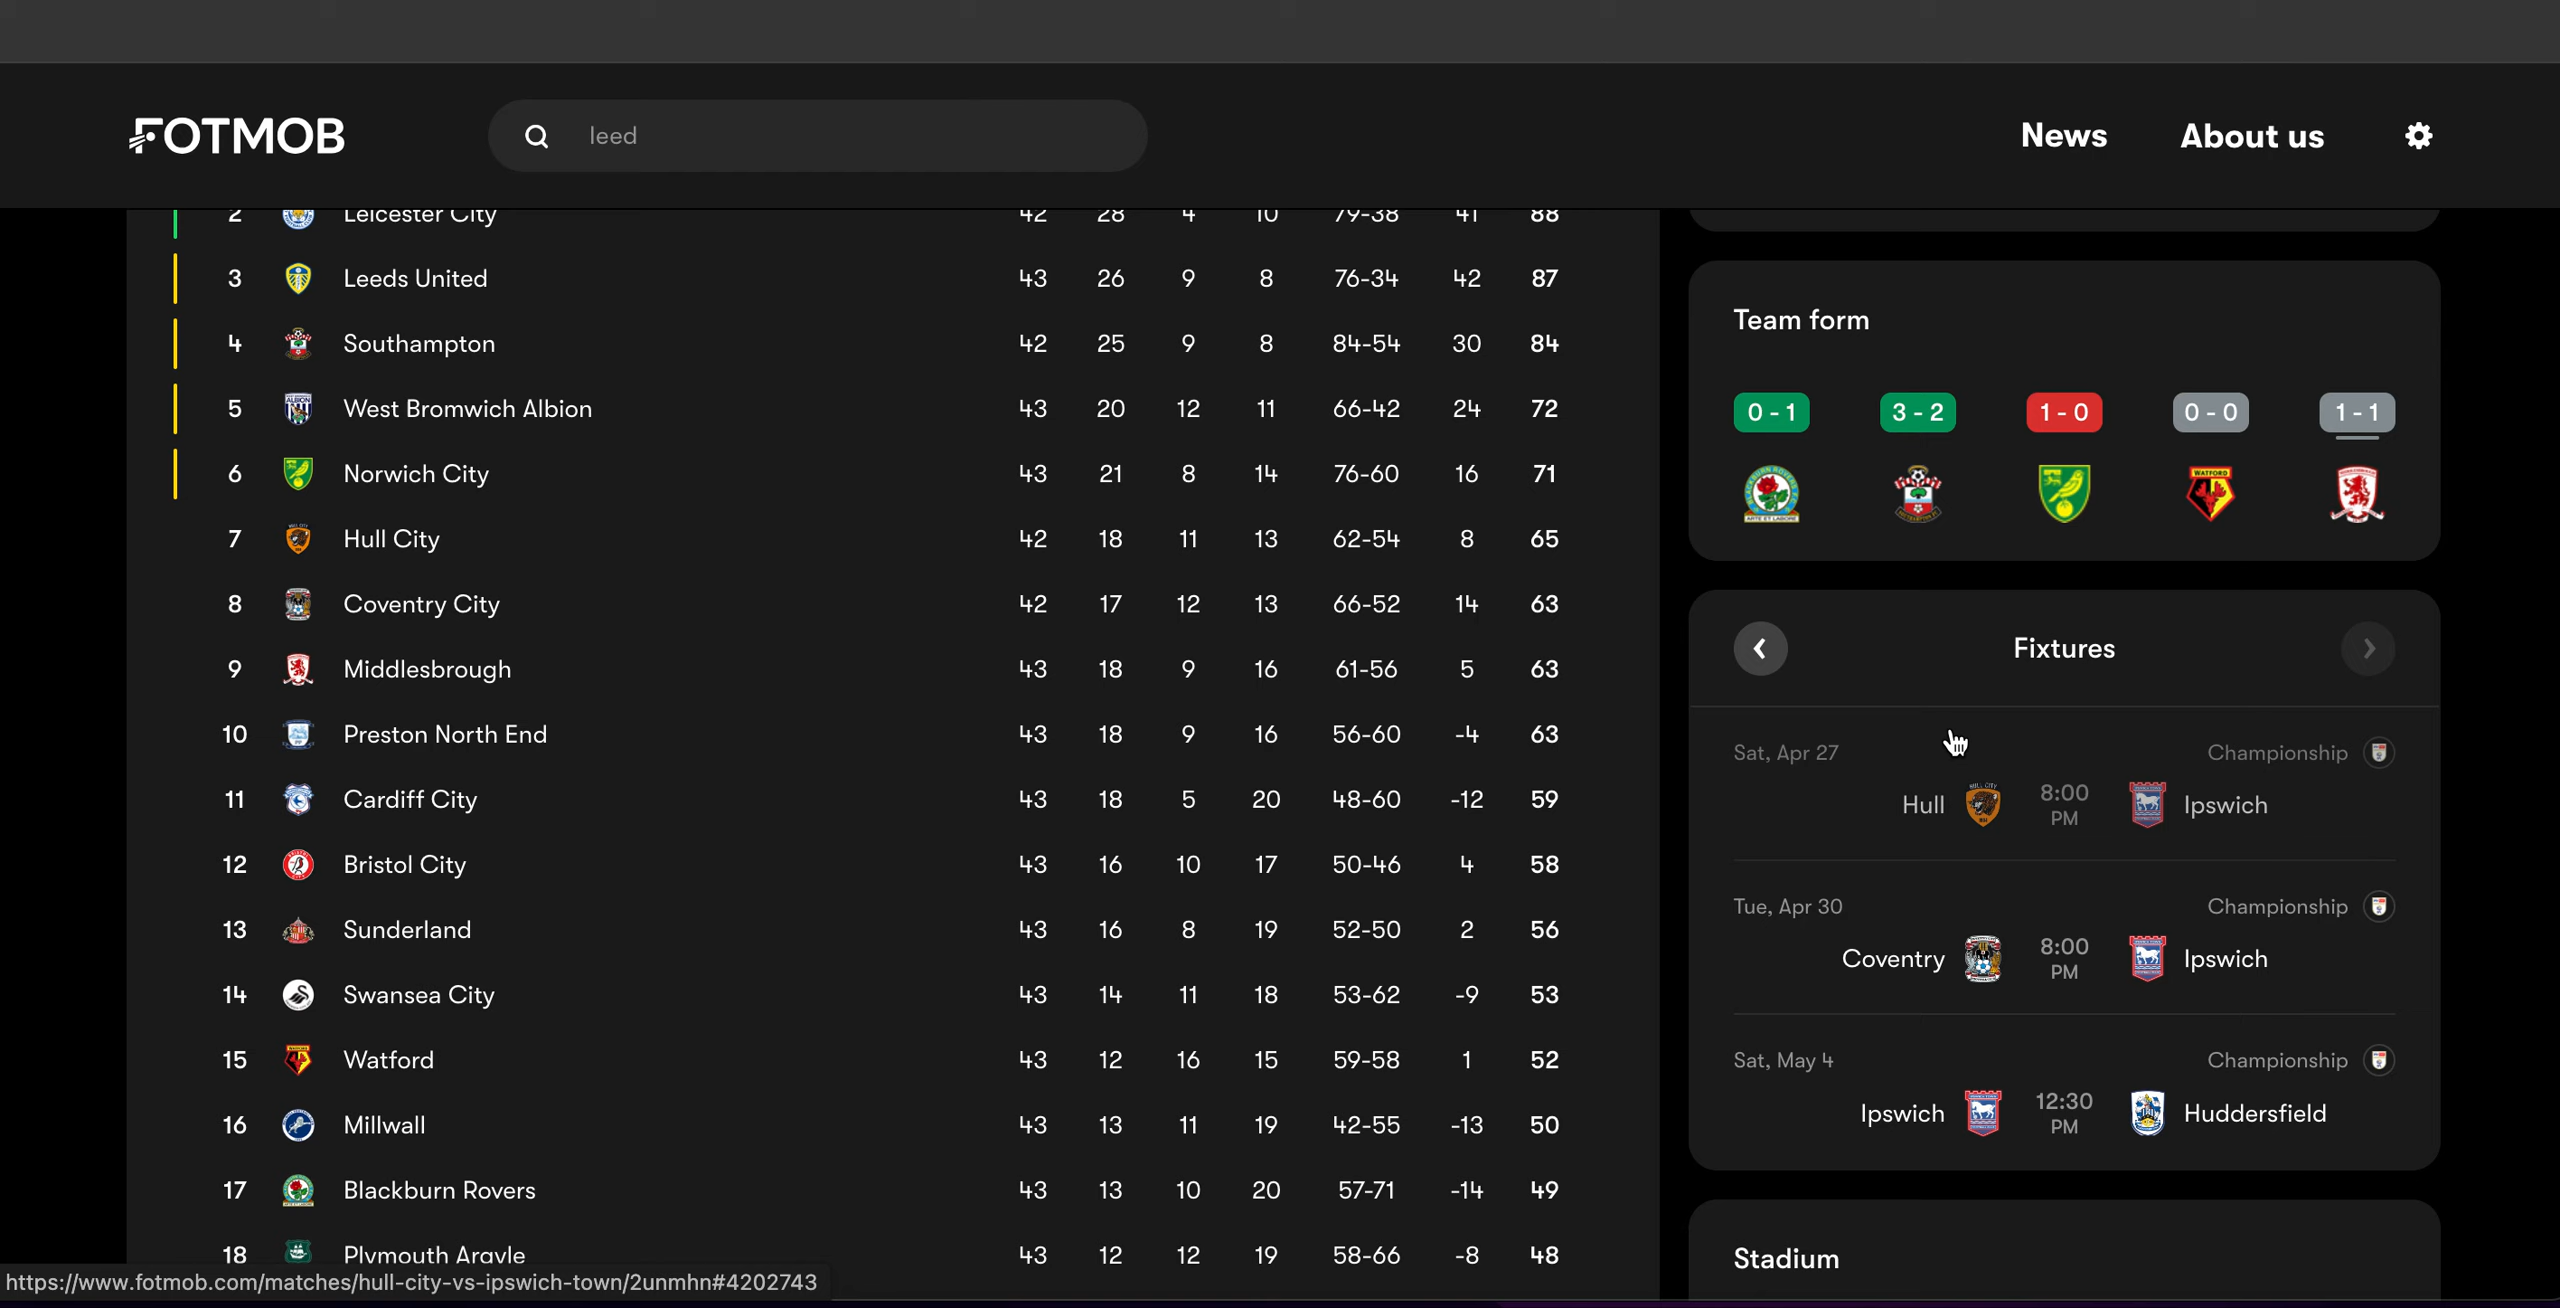 FOTMOB
leed
News
About us
2 Leicester City 42 28 4 10 79-38 41 88
3 Leeds United 43 26 9 8 76-34 42 87
4 Southampton 42 25 9 8 84-54 30 84
5 West Bromwich Albion 43 20 12 11 66-42 24 72
6 Norwich City 43 21 8 14 76-60 16 71
7 Hull City 42 18 11 13 62-54 8 65
8 Coventry City 42 17 12 13 66-52 14 63
9 Middlesbrough 43 18 9 16 61-56 5 63
10 Preston North End 43 18 9 16 56-60 -4 63
11 Cardiff City 43 18 5 20 48-60 -12 59
12 Bristol City 43 16 10 17 50-46 4 58
13 Sunderland 43 16 8 19 52-50 2 56
14 Swansea City 43 14 11 18 53-62 -9 53
15 Watford 43 12 16 15 59-58 1 52
16 Millwall 43 13 11 19 42-55 -13 50
17 Blackburn Rovers 43 13 10 20 57-71 -14 49
18 Plymouth Argyle 43 12 12 19 58-66 -8 48
Team form
0 - 1 3 - 2 1 - 0 0 - 0 1 - 1
Fixtures
Sat, Apr 27 Championship
Hull 8:00 PM Ipswich
Tue, Apr 30 Championship
Coventry 8:00 PM Ipswich
Sat, May 4 Championship
Ipswich 12:30 PM Huddersfield
Stadium
https://www.fotmob.com/matches/hull-city-vs-ipswich-town/2unmhn#4202743